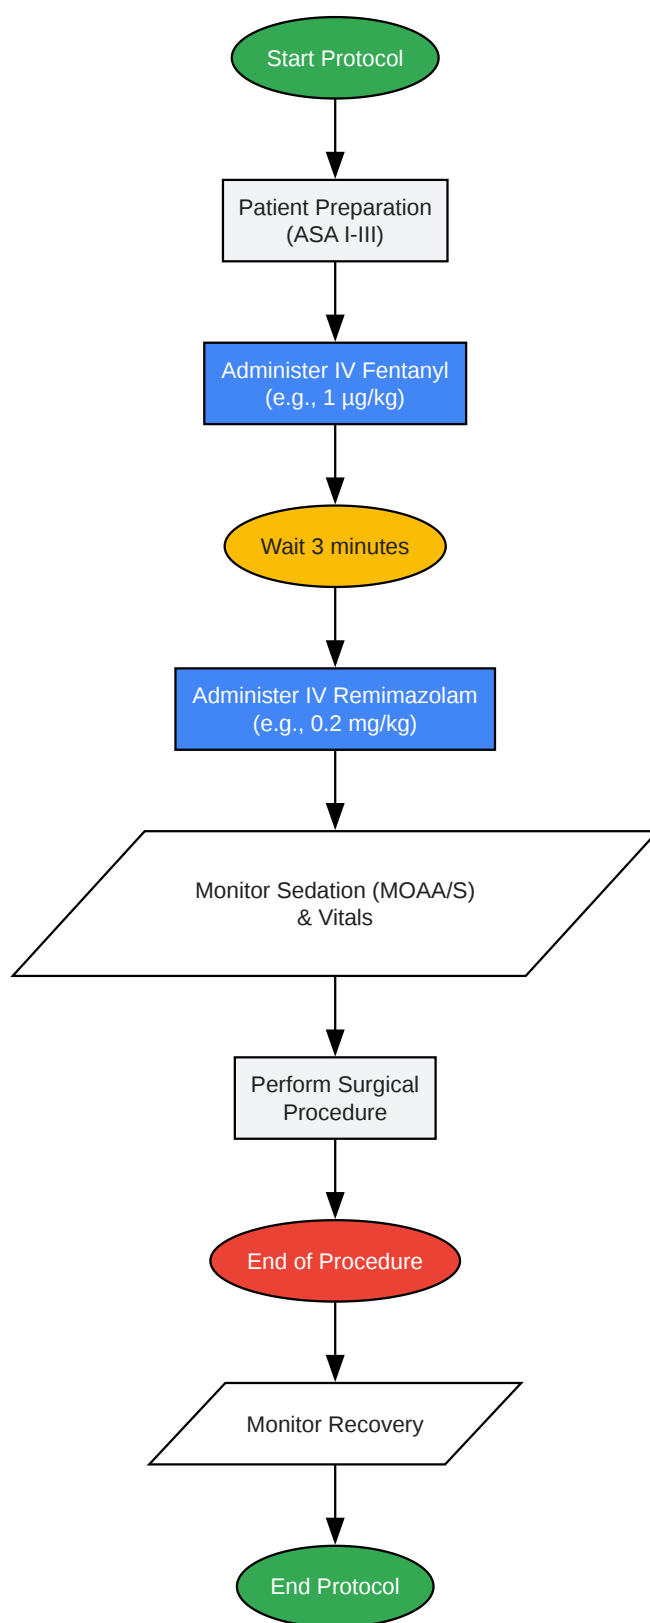 Start Protocol
Patient Preparation
(ASA I-III)
Administer IV Fentanyl
(e.g., 1 µg/kg)
Wait 3 minutes
Administer IV Remimazolam
(e.g., 0.2 mg/kg)
Monitor Sedation (MOAA/S)
& Vitals
Perform Surgical
Procedure
End of Procedure
Monitor Recovery
End Protocol